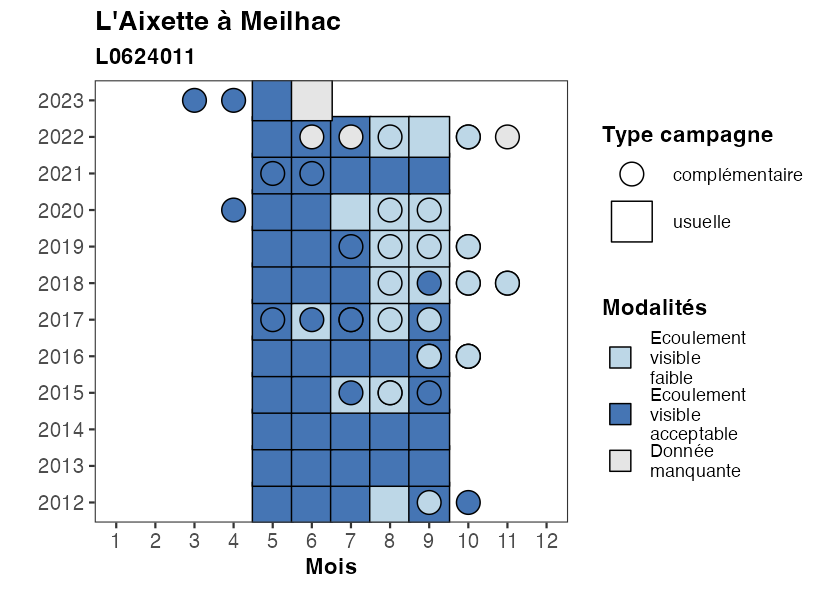 L'Aixette à Meilhac
L0624011
2023
2022
2021
2020
2019
2018
2017
2016
2015
2014
2013
2012
1 2 3 4 5 6 7 8 9 10 11 12
Mois
Type campagne
complémentaire
usuelle
Modalités
Ecoulement
visible
faible
Ecoulement
visible
acceptable
Donnée
manquante